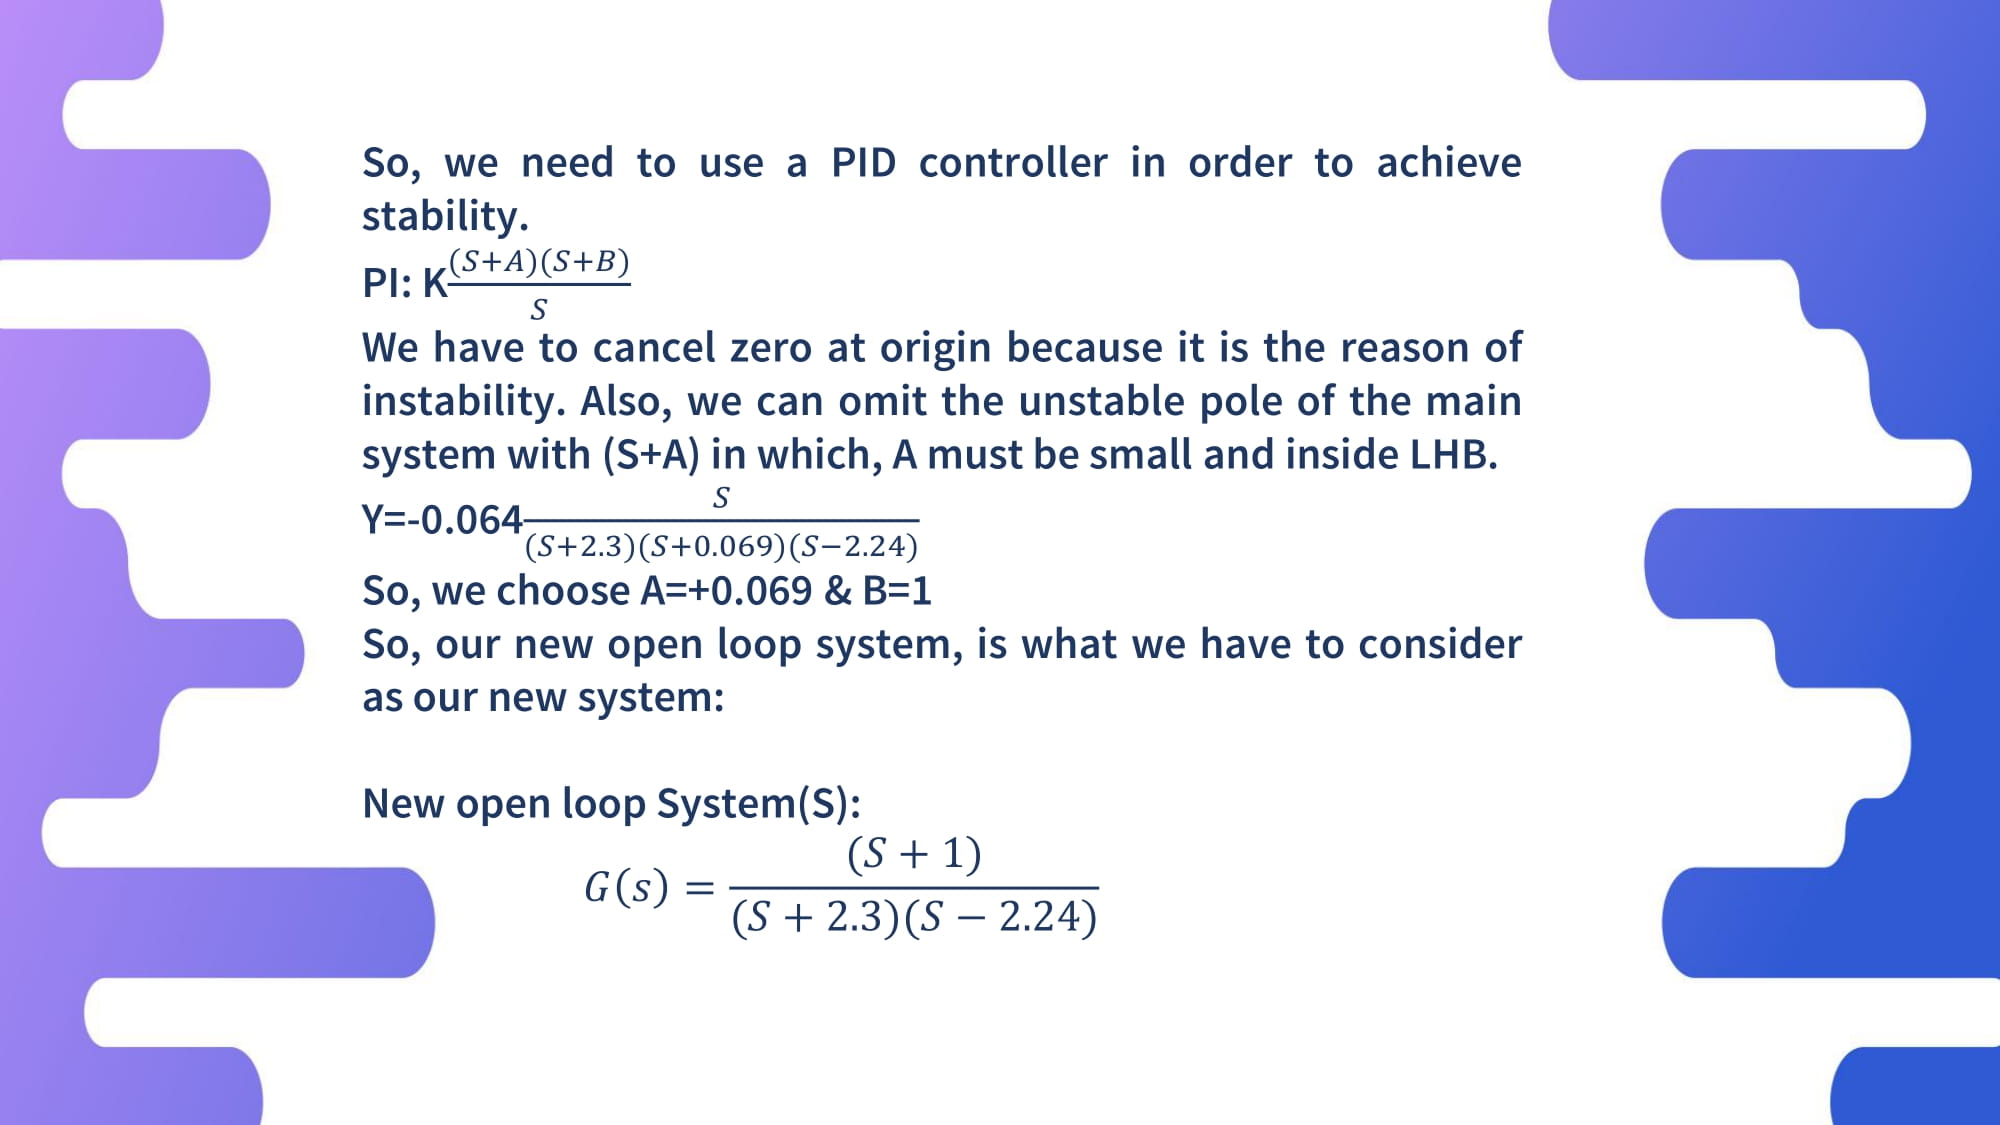 So, we need to use a PID controller in order to achieve
stability.
PI: K\frac{(S+A)(S+B)}{S}
We have to cancel zero at origin because it is the reason of
instability. Also, we can omit the unstable pole of the main
system with (S+A) in which, A must be small and inside LHB.
Y=-0.064\frac{S}{(S+2.3)(S+0.069)(S−2.24)}
So, we choose A=+0.069 & B=1
So, our new open loop system, is what we have to consider
as our new system:
New open loop System(S):
G(s) = \frac{(S + 1)}{(S + 2.3)(S − 2.24)}